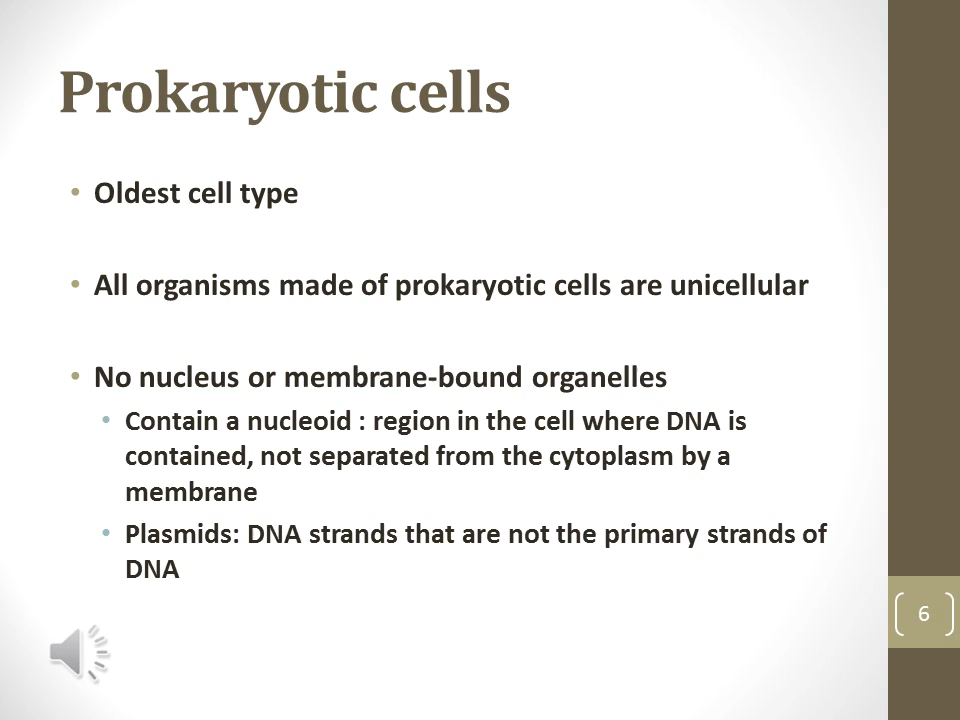 Prokaryotic cells
• Oldest cell type
• All organisms made of prokaryotic cells are unicellular
• No nucleus or membrane-bound organelles
• Contain a nucleoid : region in the cell where DNA is
contained, not separated from the cytoplasm by a
membrane
• Plasmids: DNA strands that are not the primary strands of
DNA
6